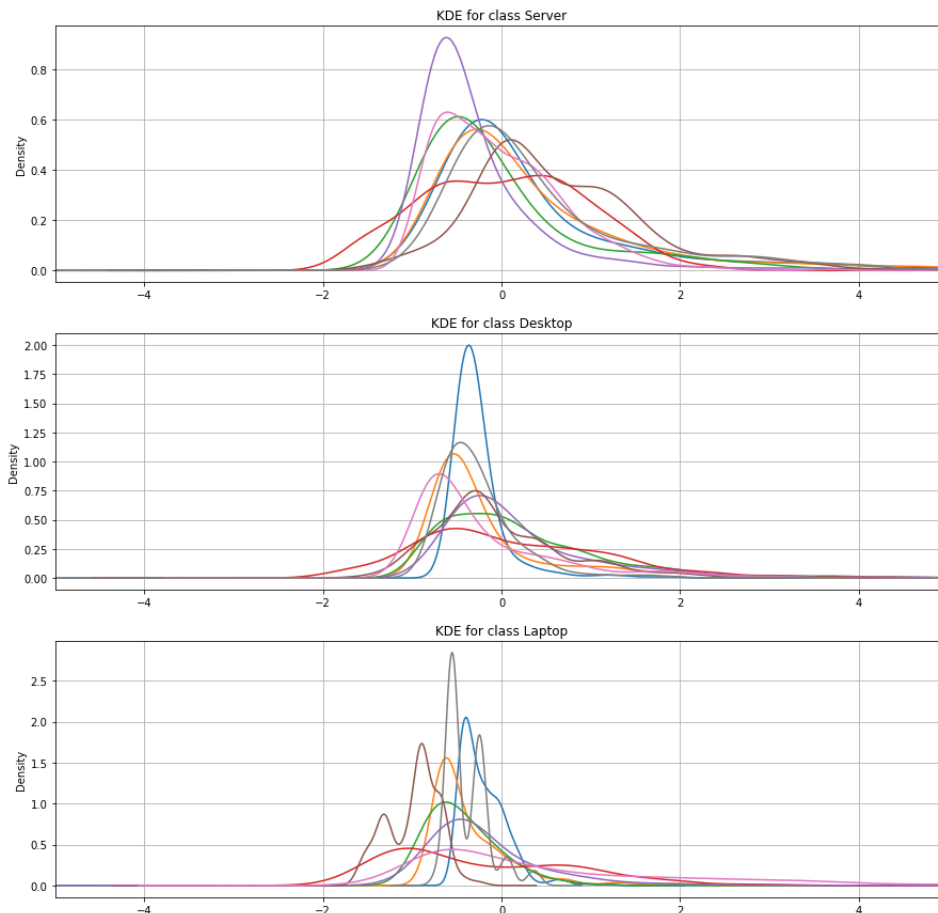 KDE for class Server
Density
0.8
0.6
0.4
0.2
0.0
−4 −2 0 2 4
KDE for class Desktop
Density
2.00
1.75
1.50
1.25
1.00
0.75
0.50
0.25
0.00
−4 −2 0 2 4
KDE for class Laptop
Density
2.5
2.0
1.5
1.0
0.5
0.0
−4 −2 0 2 4